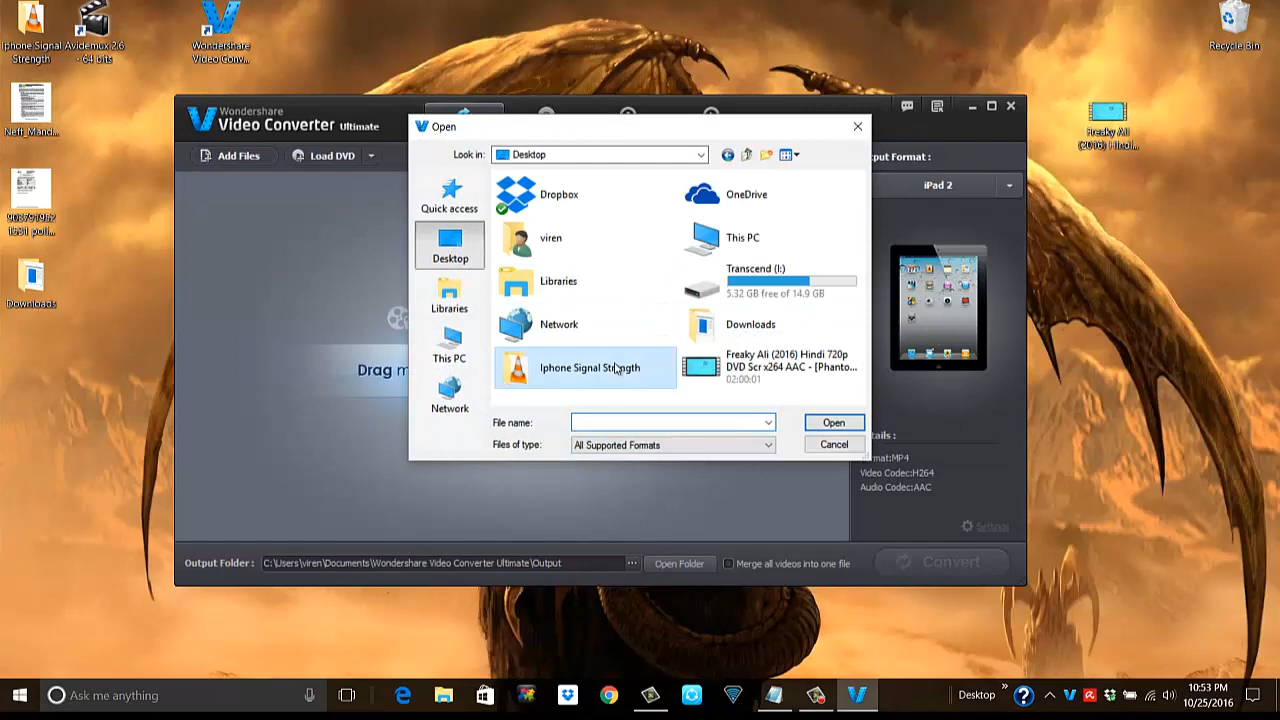 Iphone Signal
Strength
Avidemux 2.6
- 64 bits
Wondershare
Video Conv...
Recycle Bin
Neft_Mand...
Downloads
Freaky Ali
(2016) Hindi...
Wondershare
Video Converter Ultimate
Add Files
Load DVD
Drag m
Open
Look in:
Desktop
Quick access
Desktop
Libraries
This PC
Network
Dropbox
OneDrive
viren
This PC
Libraries
Transcend (I:)
5.32 GB free of 14.9 GB
Network
Downloads
Iphone Signal Strength
Freaky Ali (2016) Hindi 720p
DVD Scr x264 AAC - [Phanto...
02:00:01
File name:
Open
Files of type:
All Supported Formats
Cancel
put Format :
iPad 2
tails :
rmat:MP4
Video Codec:H264
Audio Codec:AAC
Settings
Output Folder :
C:\Users\viren\Documents\Wondershare Video Converter Ultimate\Output
...
Open Folder
Merge all videos into one file
Convert
Ask me anything
Desktop
10:53 PM
10/25/2016